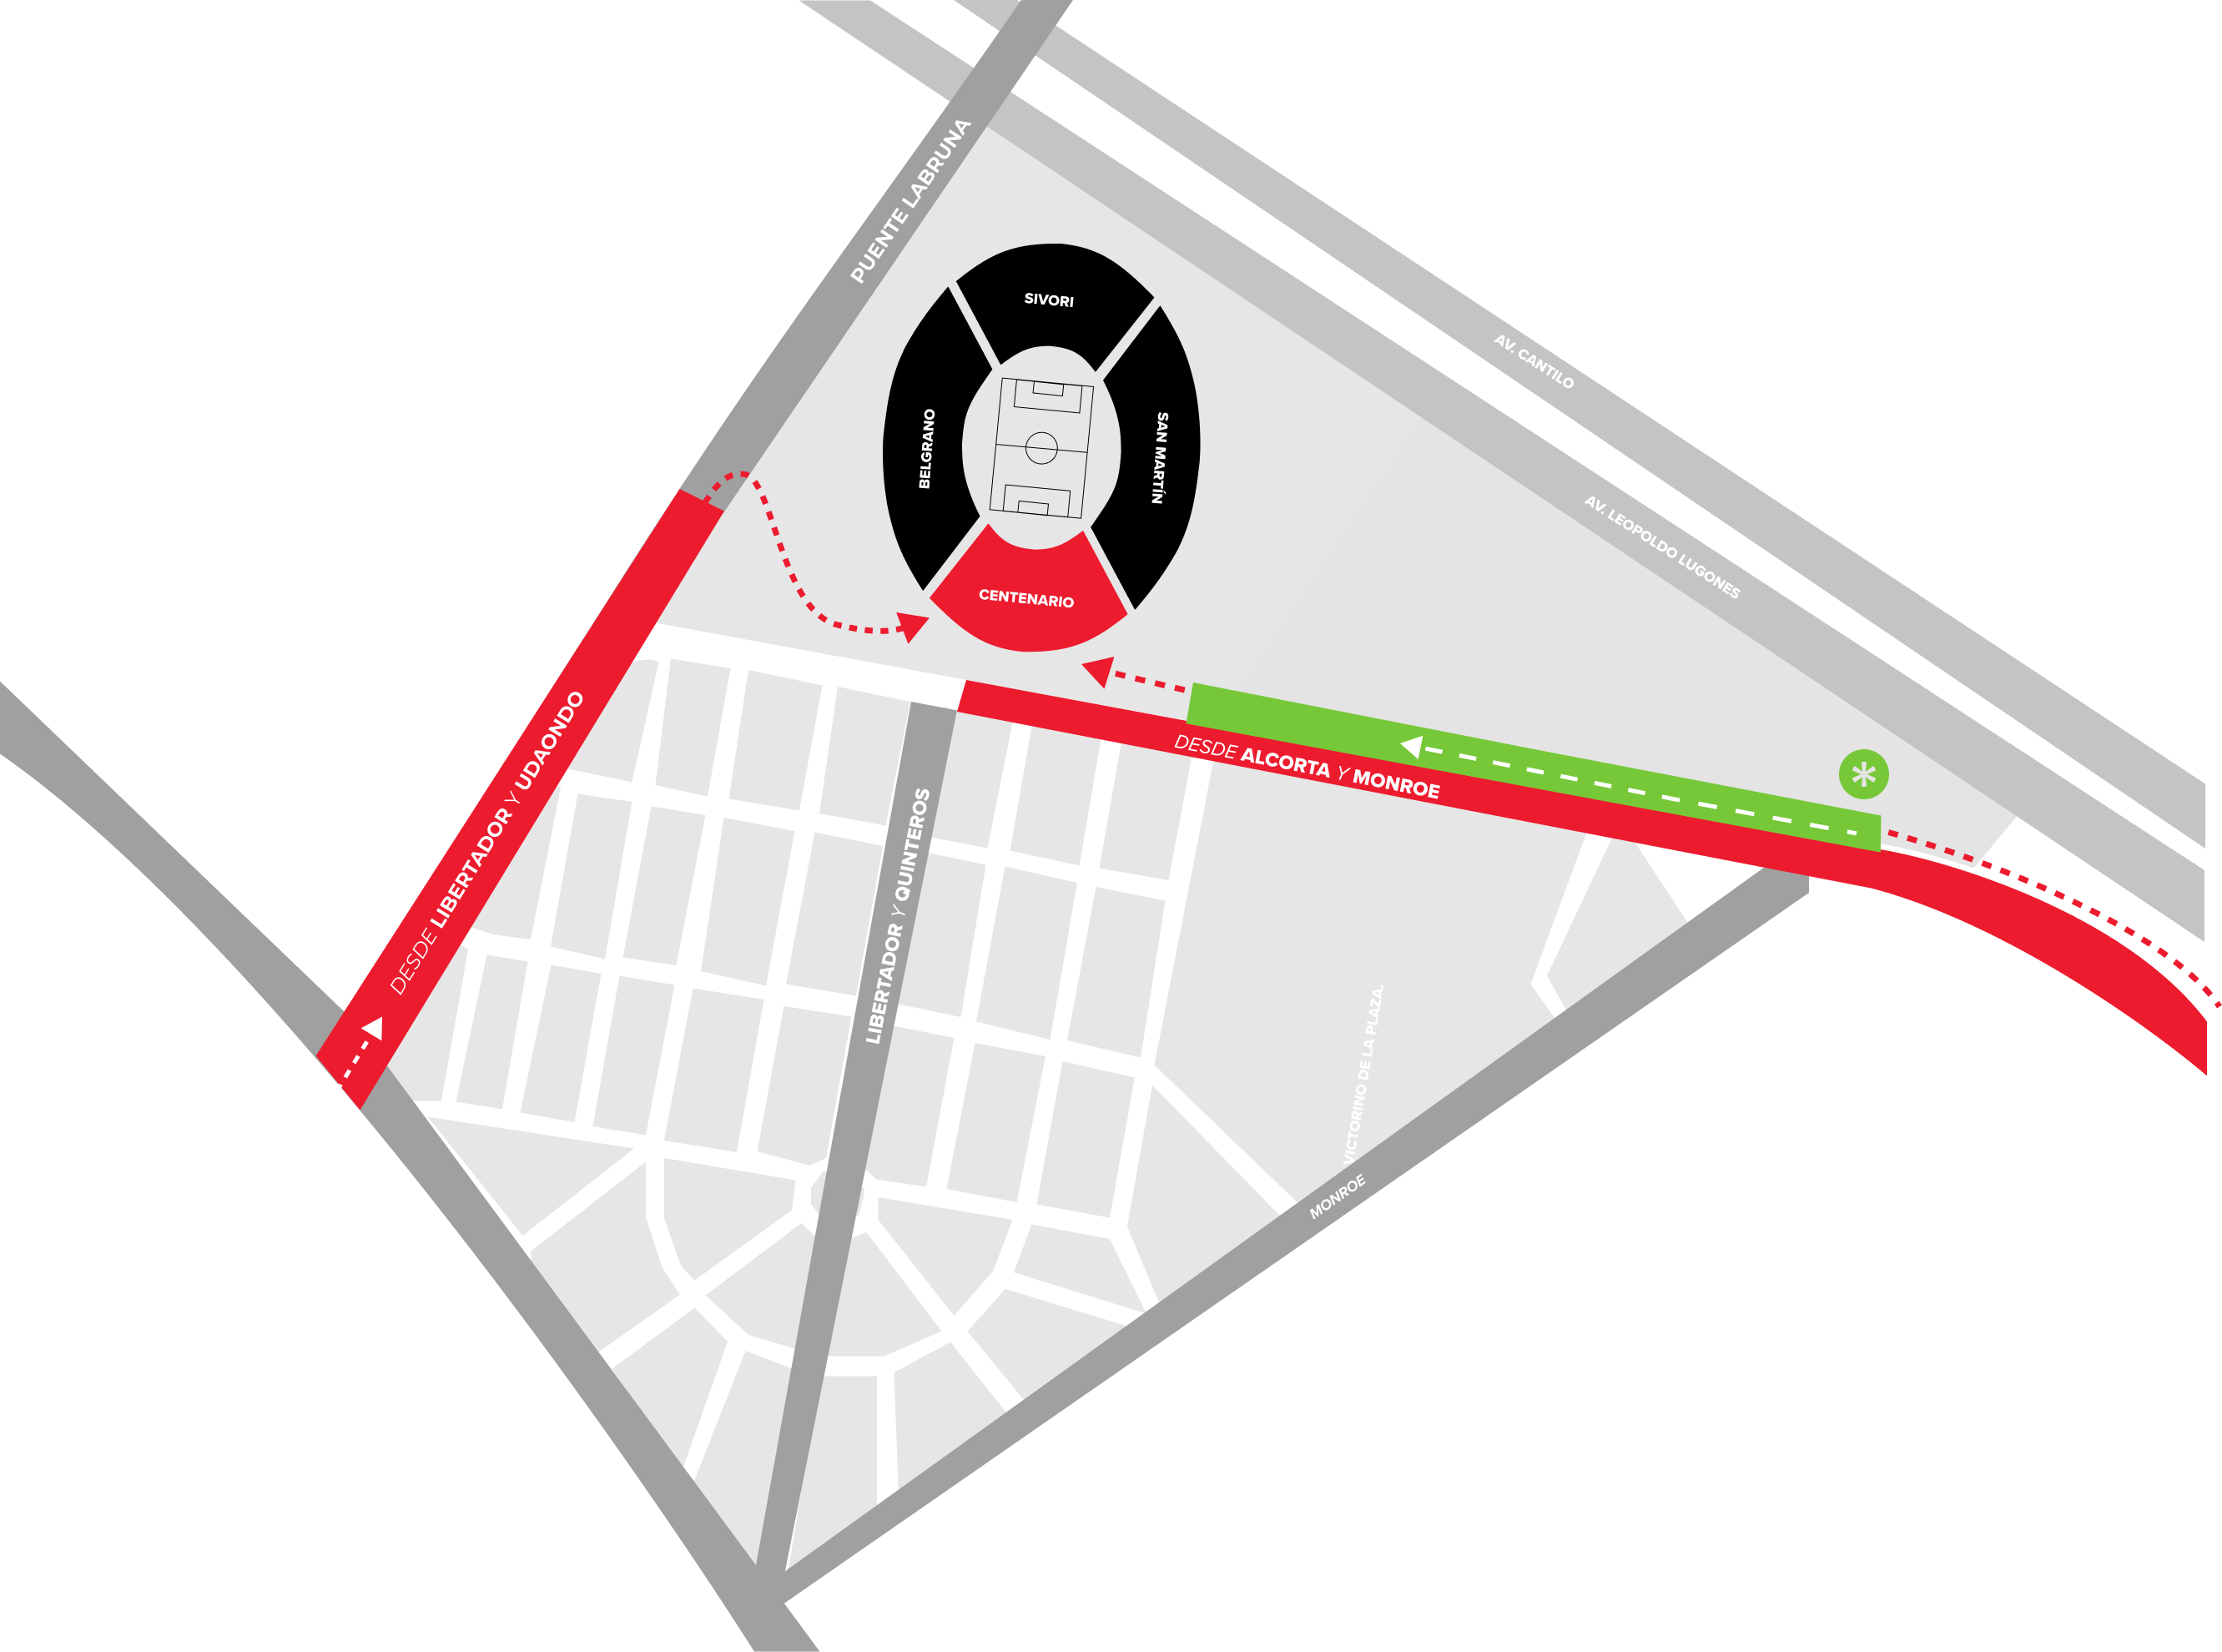 PUENTE LABRUNA
SIVORI
AV. CANTILO
BELGRANO
SAN MARTÍN
AV. LEOPOLDO LUGONES
CENTENARIO
DESDE LIBERTADOR Y UDAONDO
DESDE ALCORTA Y MONROE
*
LIBERTADOR Y QUINTEROS
VICTORINO DE LA PLAZA.
MONROE